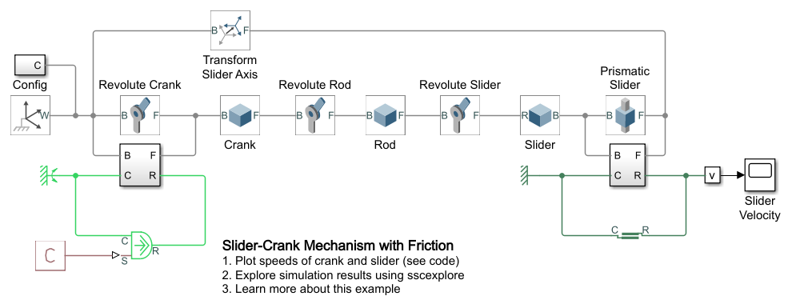 B F
Transform
Slider Axis
C
Config
Revolute Crank
Revolute Rod
Revolute Slider
Prismatic
Slider
W
B F
B F
B F
B F
B F
R B
B F
Crank
Rod
Slider
B F
C R
B F
C R
v
Slider
Velocity
C
S
R
C
C R
Slider-Crank Mechanism with Friction
1. Plot speeds of crank and slider (see code)
2. Explore simulation results using sscexplore
3. Learn more about this example